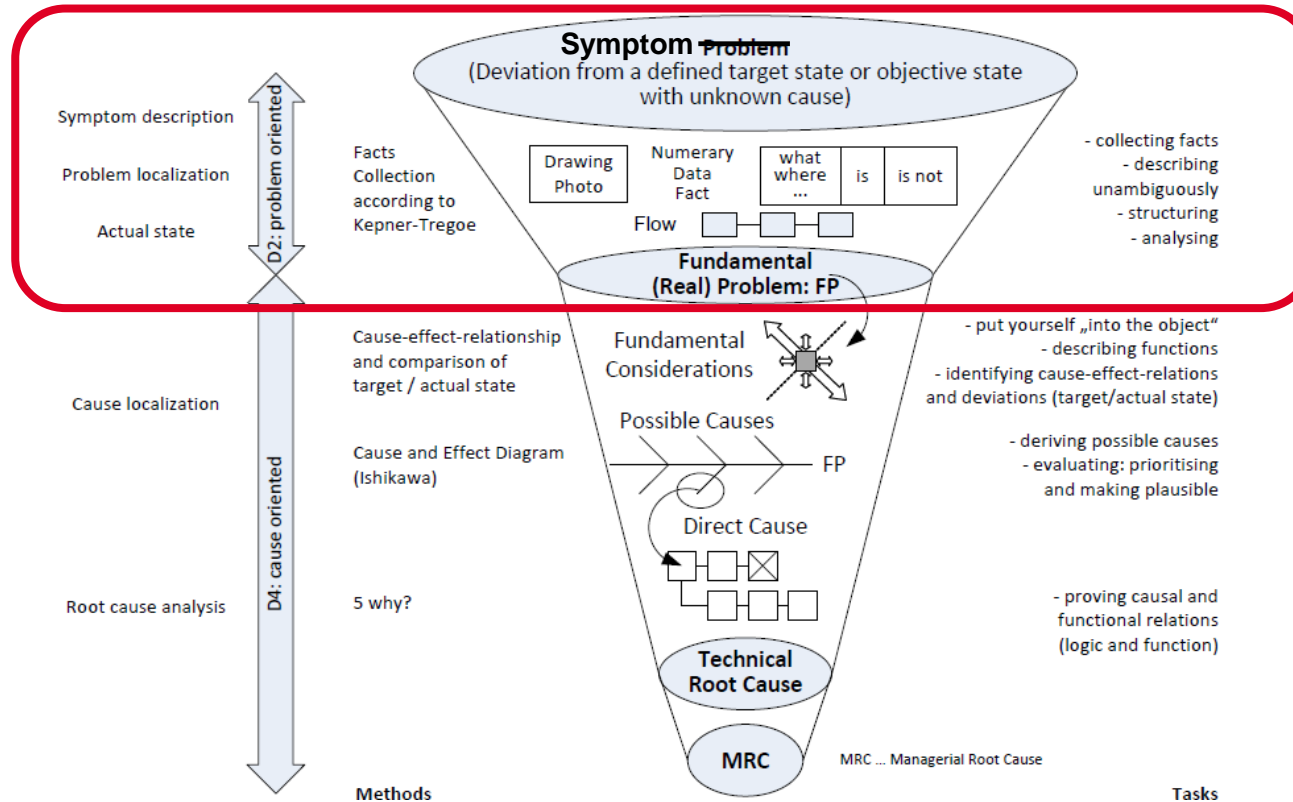 Symptom Problem
(Deviation from a defined target state or objective state
with unknown cause)
Symptom description
Problem localization
Actual state
D2: problem oriented
Facts
Collection
according to
Kepner-Tregoe
Drawing
Photo
Numerary
Data
Fact
what
where
...
is
is not
Flow
- collecting facts
- describing
unambiguously
- structuring
- analysing
Fundamental
(Real) Problem: FP
Cause localization
Root cause analysis
D4: cause oriented
Cause-effect-relationship
and comparison of
target / actual state
Fundamental
Considerations
- put yourself „into the object“
- describing functions
- identifying cause-effect-relations
and deviations (target/actual state)
Cause and Effect Diagram
(Ishikawa)
Possible Causes
FP
- deriving possible causes
- evaluating: prioritising
and making plausible
Direct Cause
5 why?
- proving causal and
functional relations
(logic and function)
Technical
Root Cause
MRC
MRC ... Managerial Root Cause
Methods
Tasks